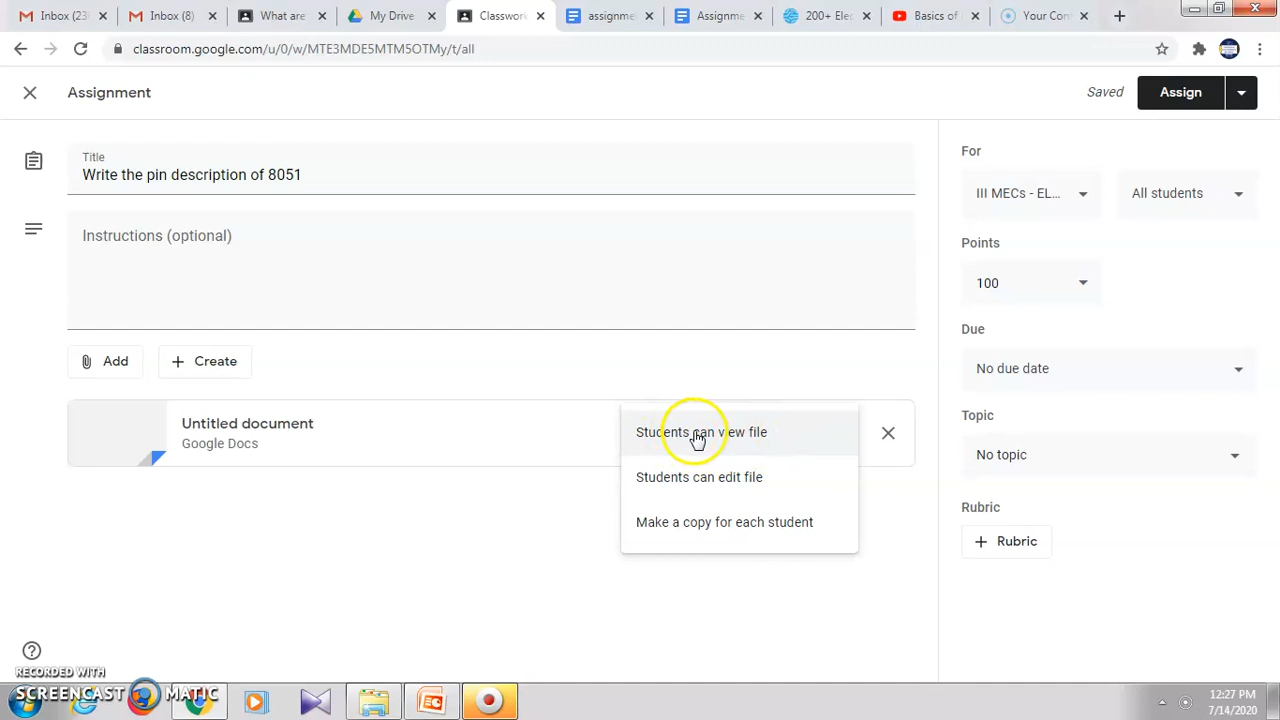 Inbox (23
Inbox (8)
What are
My Driv
Classwork
assignme
Assignm
200+ Ele
Basics of
Your Con
classroom.google.com/u/0/w/MTE3MDE5MTM5OTMy/t/all
Assignment
Saved
Assign
Title
Write the pin description of 8051
Instructions (optional)
Add
Create
Untitled document
Google Docs
Students can view file
Students can edit file
Make a copy for each student
For
III MECs - EL...
All students
Points
100
Due
No due date
Topic
No topic
Rubric
Rubric
RECORDED WITH
SCREENCAST MATIC
12:27 PM
7/14/2020